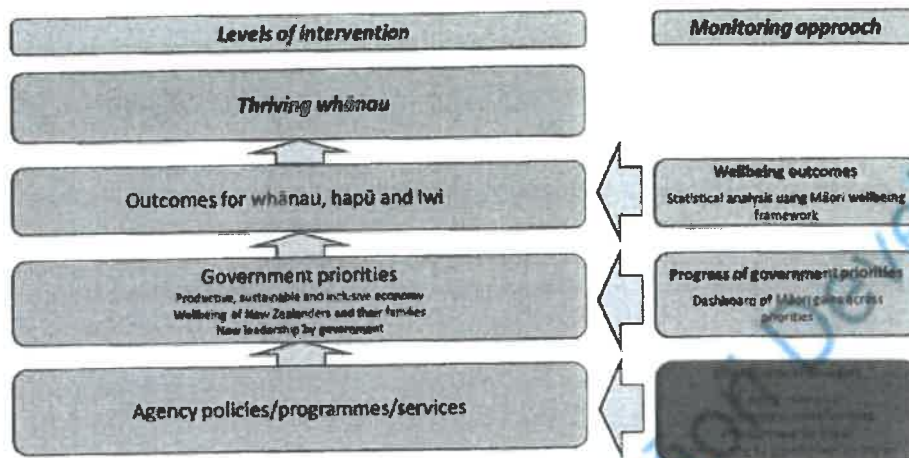 Levels of intervention
Monitoring approach
Thriving whānau
Outcomes for whānau, hapū and iwi
Wellbeing outcomes
Statistical analysis using Māori wellbeing
framework
Government priorities
Productive, sustainable and inclusive economy
Wellbeing of New Zealanders and their families
New leadership by government
Progress of government priorities
Dashboard of Māori gains across
priorities
Agency policies/programmes/services